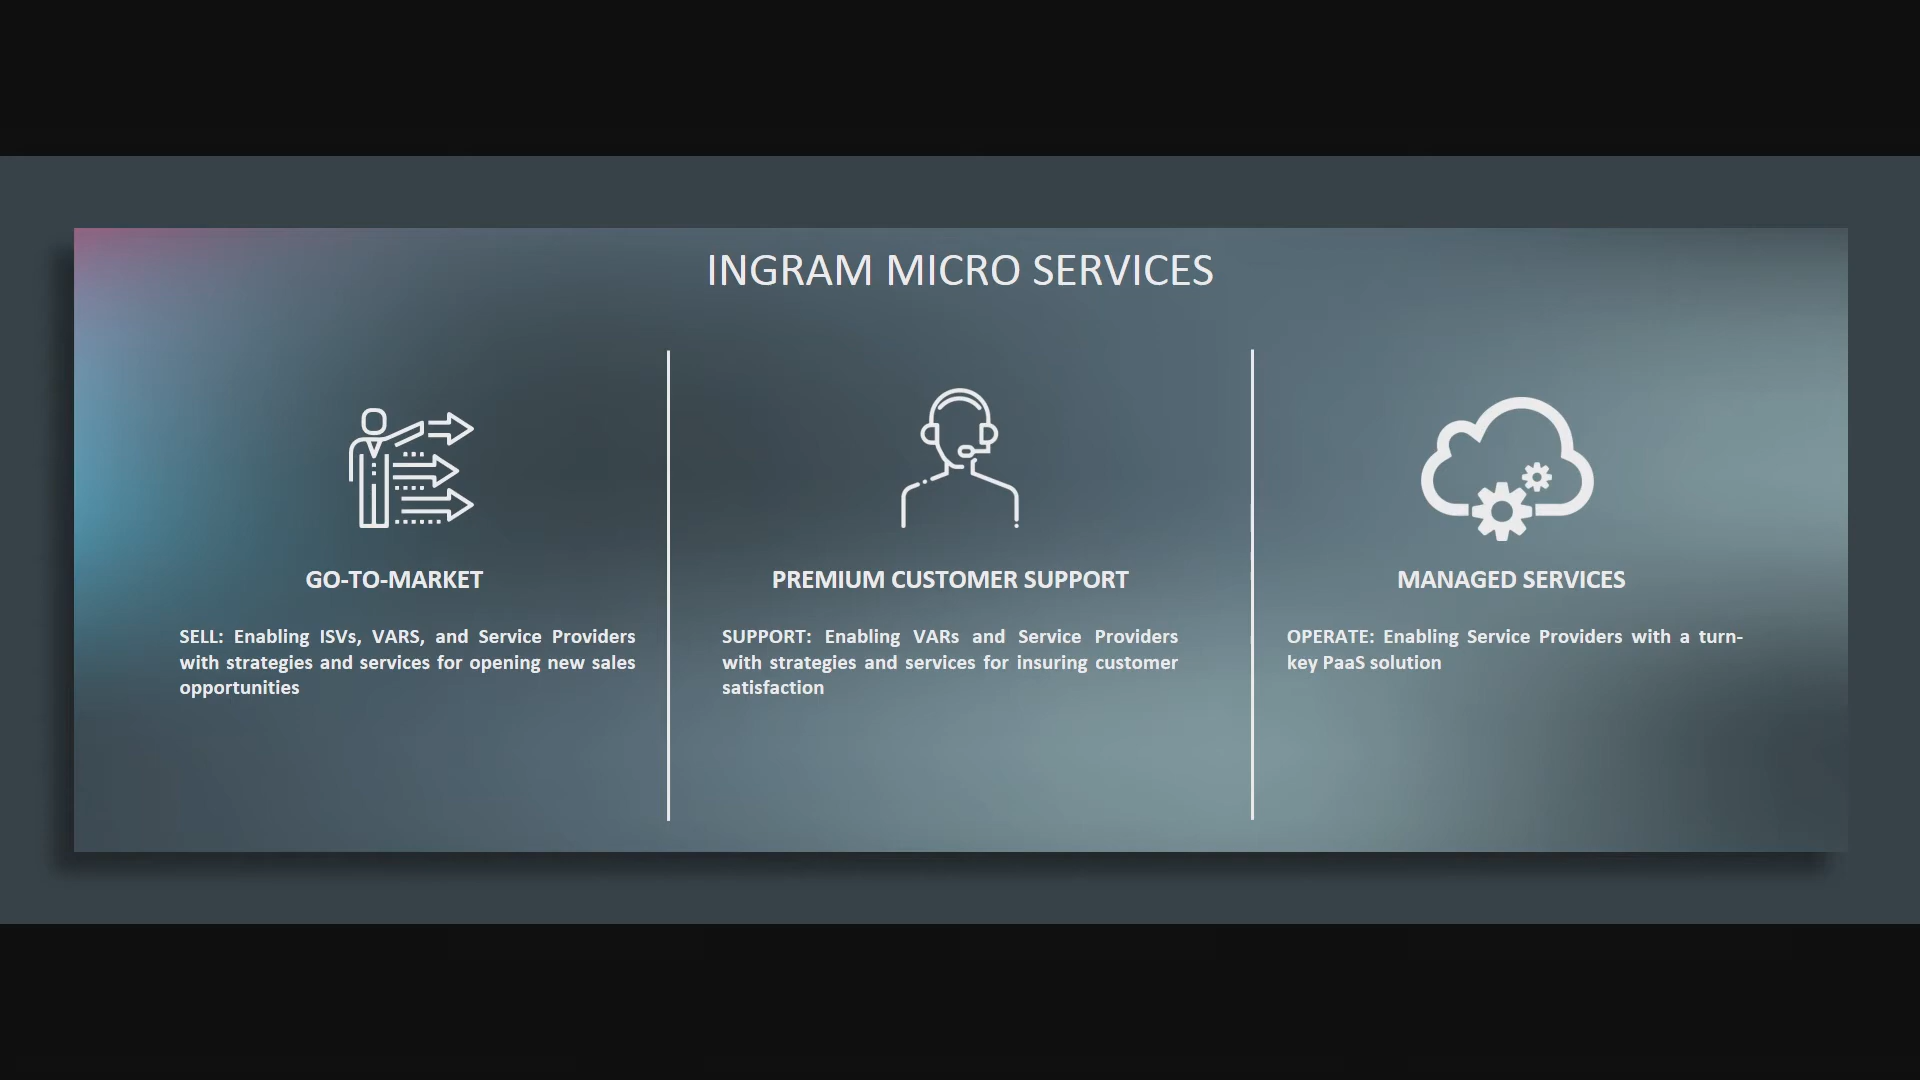 INGRAM MICRO SERVICES
GO-TO-MARKET
SELL: Enabling ISVs, VARS, and Service Providers
with strategies and services for opening new sales
opportunities
PREMIUM CUSTOMER SUPPORT
SUPPORT: Enabling VARs and Service Providers
with strategies and services for insuring customer
satisfaction
MANAGED SERVICES
OPERATE: Enabling Service Providers with a turn-
key PaaS solution